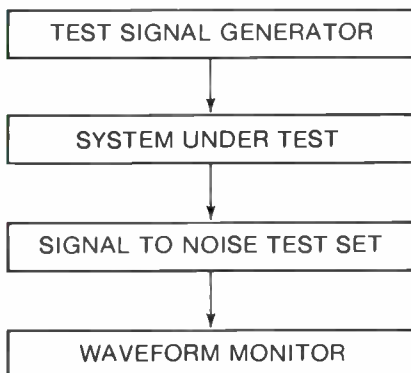 TEST SIGNAL GENERATOR
SYSTEM UNDER TEST
SIGNAL TO NOISE TEST SET
WAVEFORM MONITOR